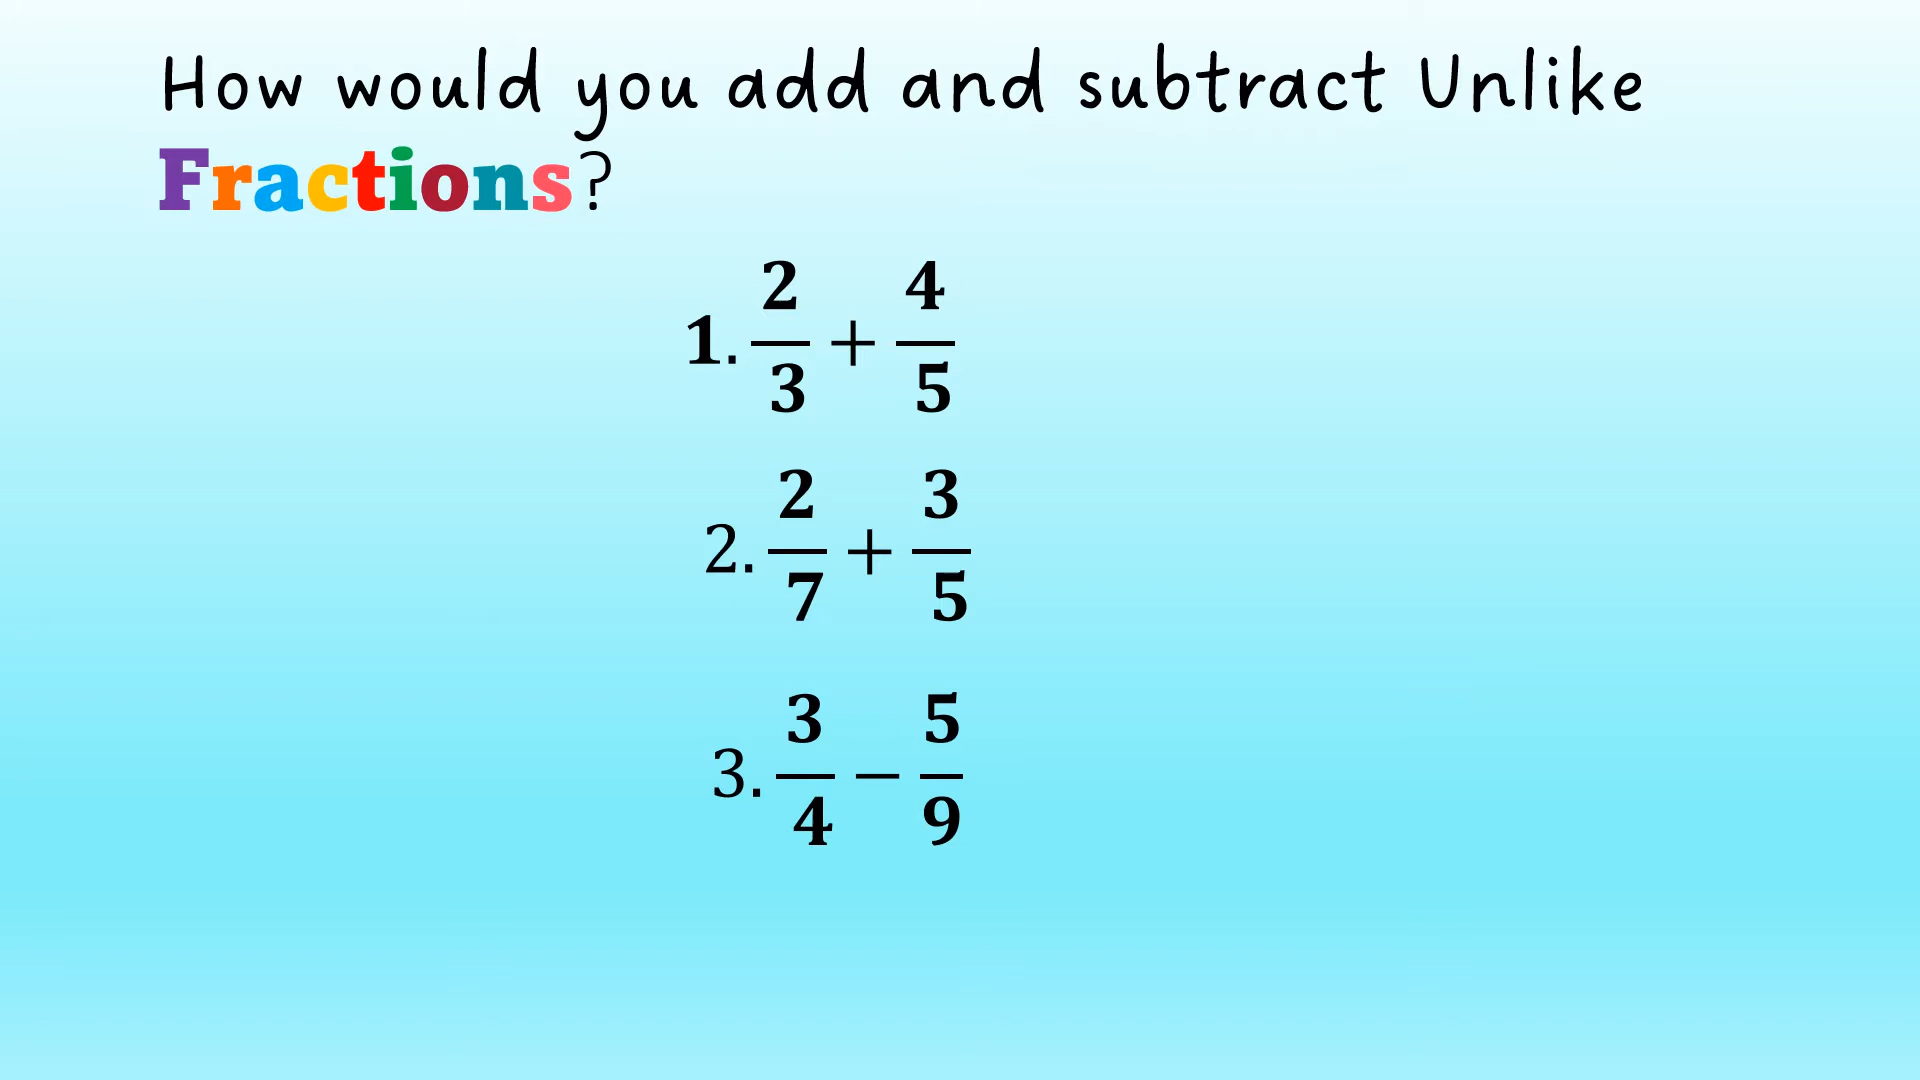 How would you add and subtract Unlike
Fractions?
1. 2/3 + 4/5
2. 2/7 + 3/5
3. 3/4 − 5/9